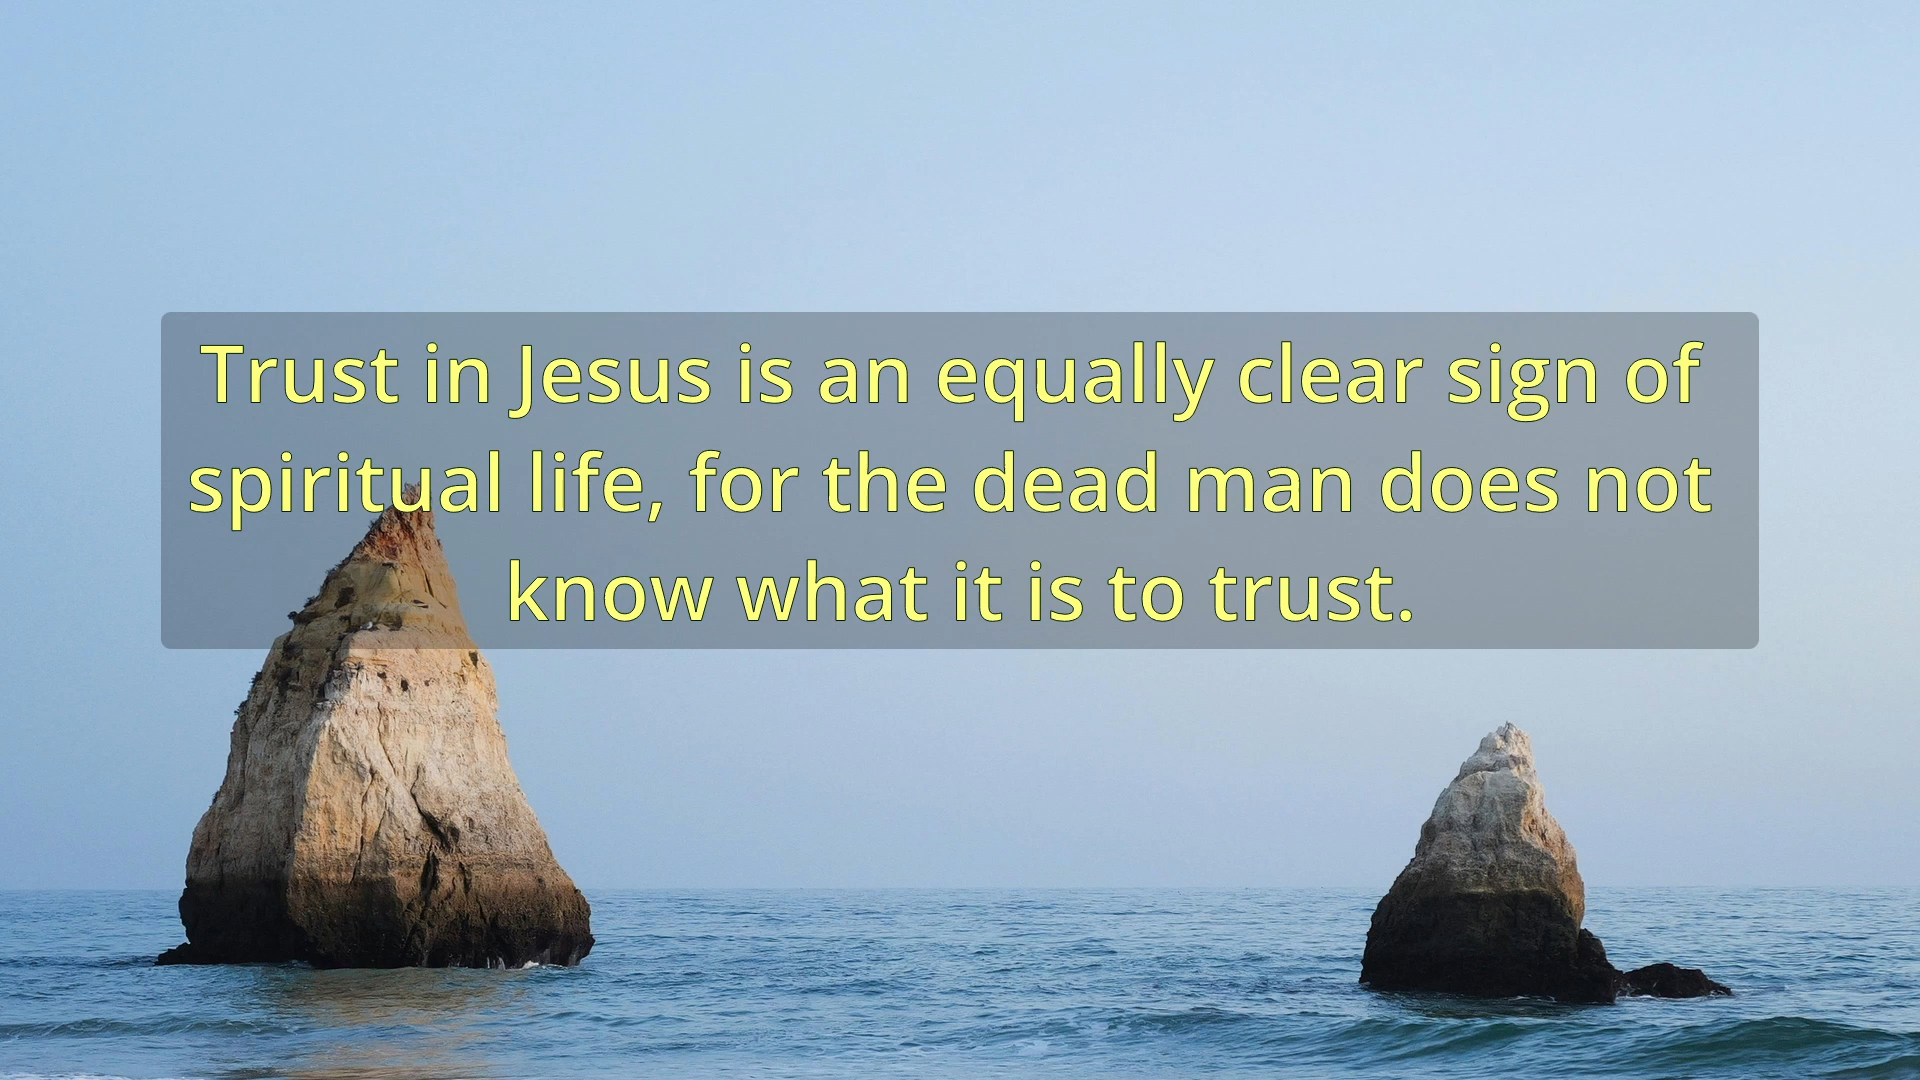 Trust in Jesus is an equally clear sign of
spiritual life, for the dead man does not
know what it is to trust.